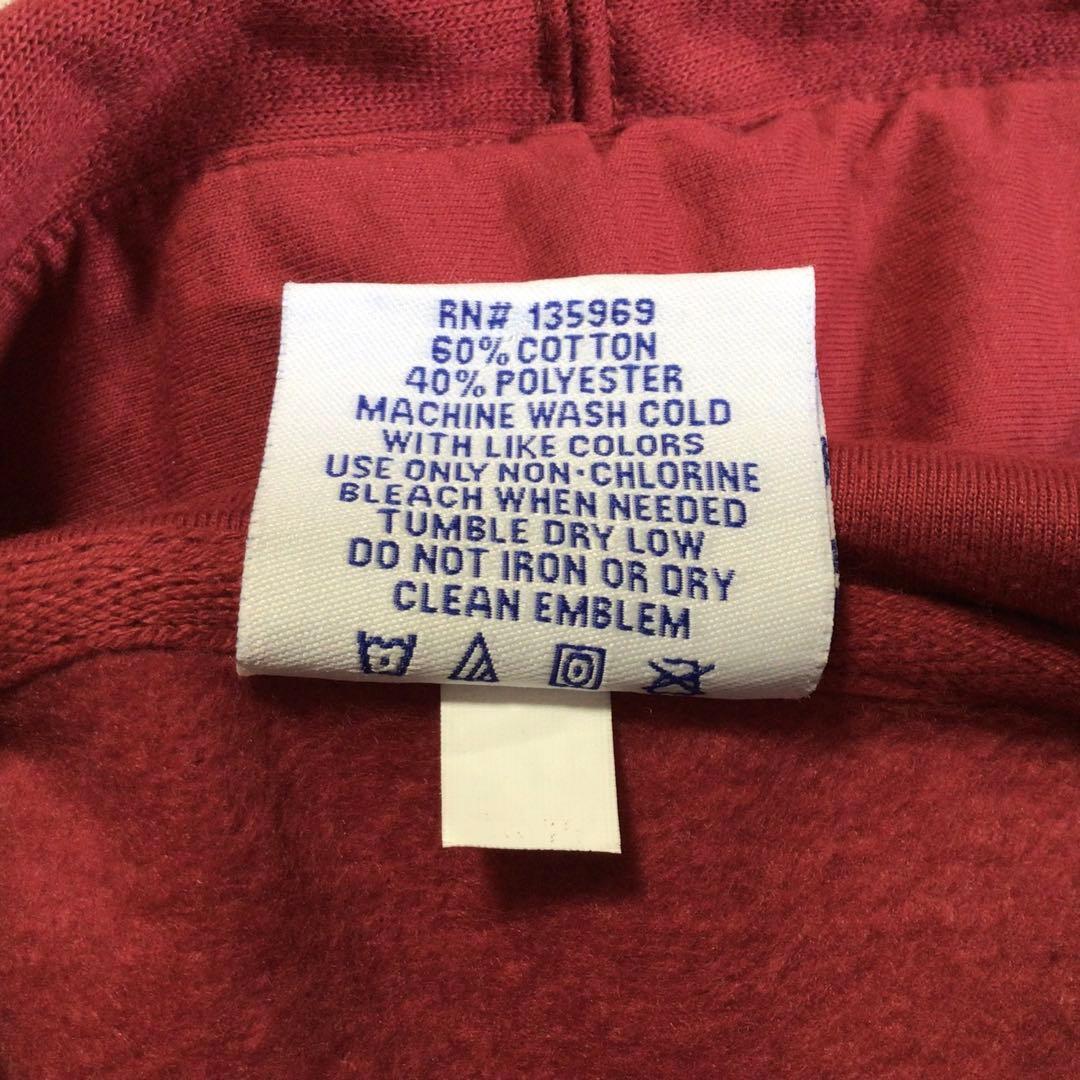 RN# 135969
60% COTTON
40% POLYESTER
MACHINE WASH COLD
WITH LIKE COLORS
USE ONLY NON-CHLORINE
BLEACH WHEN NEEDED
TUMBLE DRY LOW
DO NOT IRON OR DRY
CLEAN EMBLEM